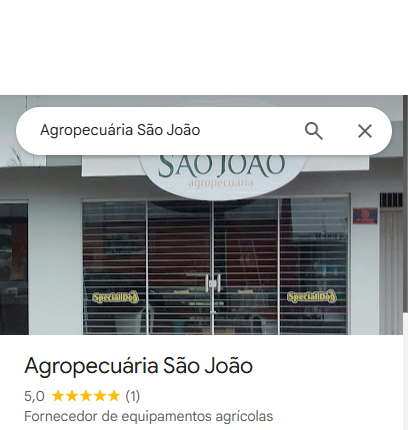 Agropecuária São João
SÃO JOÃO
agropecuária
Special Dog
Special Dog
Agropecuária São João
5,0 ★★★★★ (1)
Fornecedor de equipamentos agrícolas